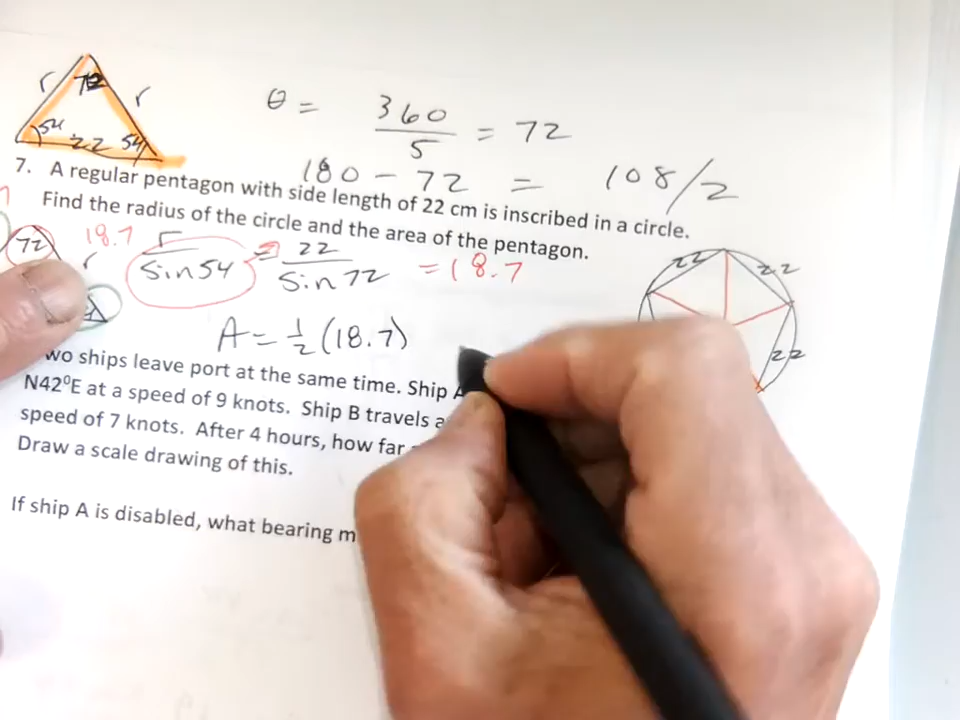 r 72 r
54 22 54
θ = 360/5 = 72
180 - 72 = 108/2
7. A regular pentagon with side length of 22 cm is inscribed in a circle.
Find the radius of the circle and the area of the pentagon.
72 r
18.7 r/Sin54 = 22/Sin72 = 18.7
22 22
22
A = 1/2 (18.7)
wo ships leave port at the same time. Ship A
N42⁰E at a speed of 9 knots. Ship B travels a
speed of 7 knots. After 4 hours, how far
Draw a scale drawing of this.
If ship A is disabled, what bearing m